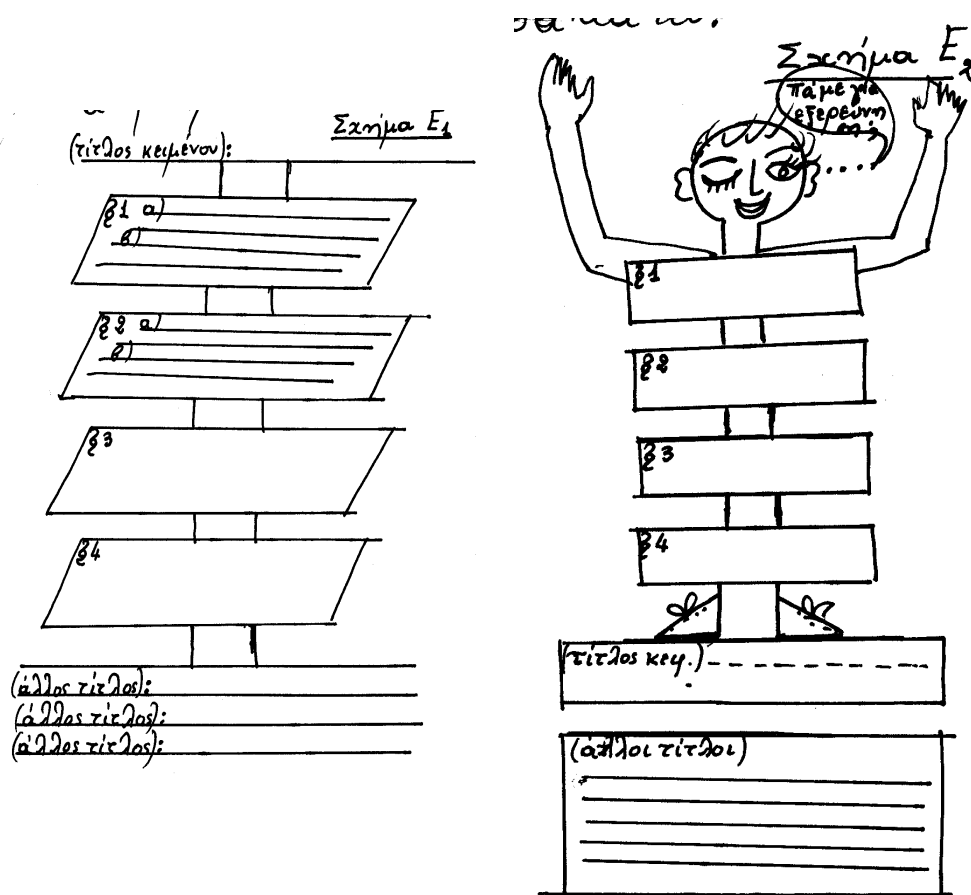 Σχήμα Ε1
(τίτλος κειμένου):
§1 α)
β)
§2 α)
β)
§3
§4
(άλλος τίτλος):
(άλλος τίτλος):
(άλλος τίτλος):
Σχήμα Ε2
πάμε για
εξερεύνη
§1
§2
§3
§4
(τίτλος κειμ.)
(άλλοι τίτλοι)